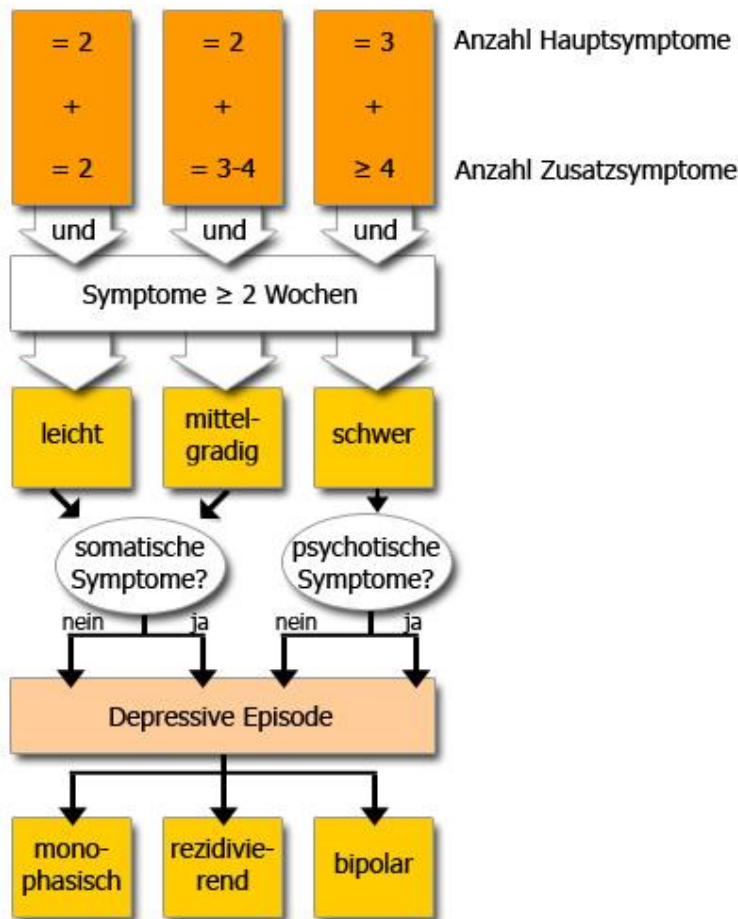 = 2 = 2 = 3 Anzahl Hauptsymptome
+ + +
= 2 = 3-4 ≥ 4 Anzahl Zusatzsymptome
und und und
Symptome ≥ 2 Wochen
leicht
mittel-
gradig
schwer
somatische
Symptome?
psychotische
Symptome?
nein ja nein ja
Depressive Episode
mono-
phasisch
rezidivie-
rend
bipolar